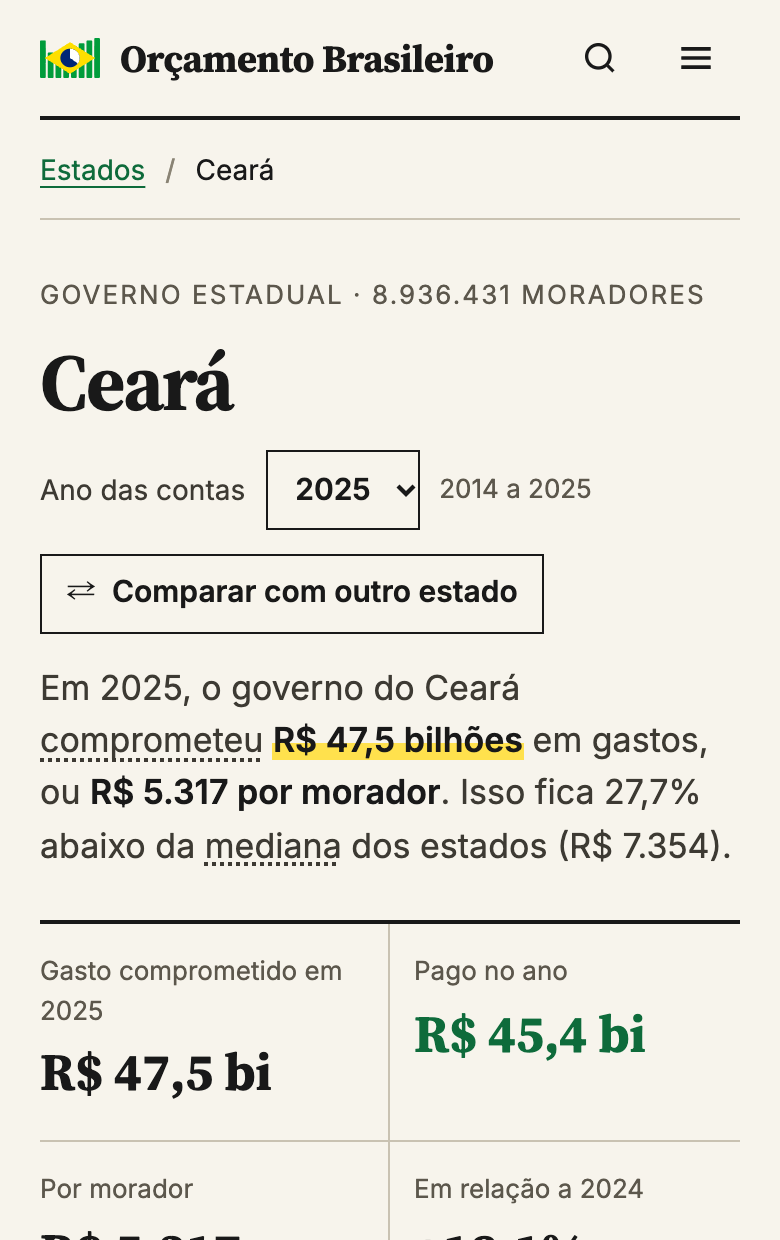 Orçamento Brasileiro
Estados / Ceará
GOVERNO ESTADUAL · 8.936.431 MORADORES
Ceará
Ano das contas 2025 2014 a 2025
⇄ Comparar com outro estado
Em 2025, o governo do Ceará
comprometeu R$ 47,5 bilhões em gastos,
ou R$ 5.317 por morador. Isso fica 27,7%
abaixo da mediana dos estados (R$ 7.354).
Gasto comprometido em
2025
R$ 47,5 bi
Pago no ano
R$ 45,4 bi
Por morador
Em relação a 2024